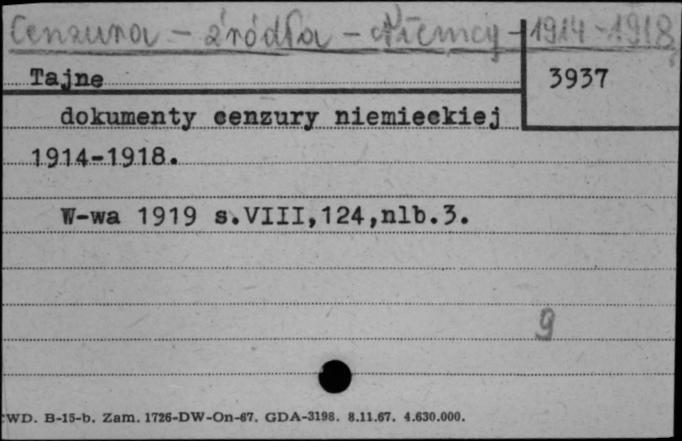 Cenzura - źródła - Niemcy - 1914-1918
Tajne
3937
dokumenty cenzury niemieckiej
1914-1918.
W-wa 1919 s.VIII,124,nlb.3.
9
WD. B-15-b. Zam. 1726-DW-On-67. GDA-3198. 8.11.67. 4.630.000.